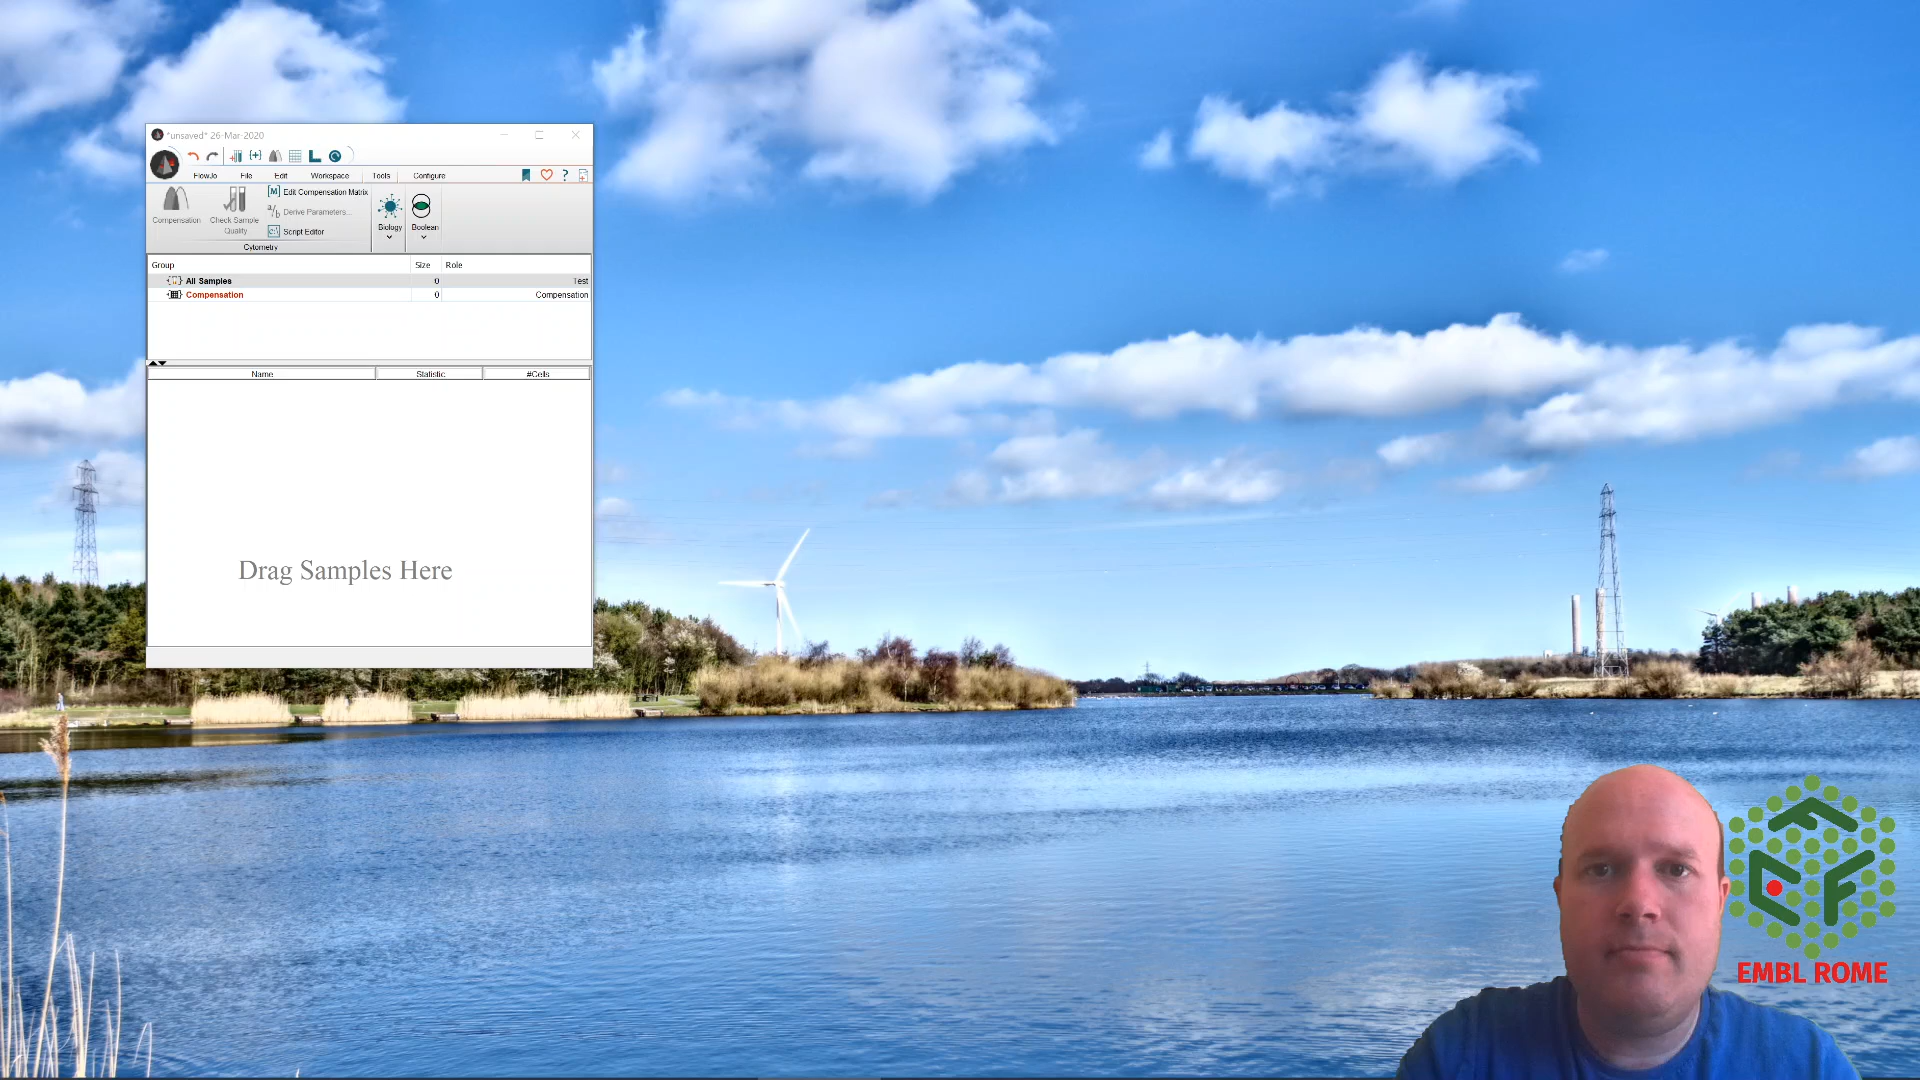 *unsaved* 26-Mar-2020
FlowJo File Edit Workspace Tools Configure ?
Compensation
Check Sample Quality
M Edit Compensation Matrix
a/b Derive Parameters...
Script Editor
Cytometry
Biology
Boolean
Group Size Role
All Samples 0 Test
Compensation 0 Compensation
Name Statistic #Cells
Drag Samples Here
EMBL ROME